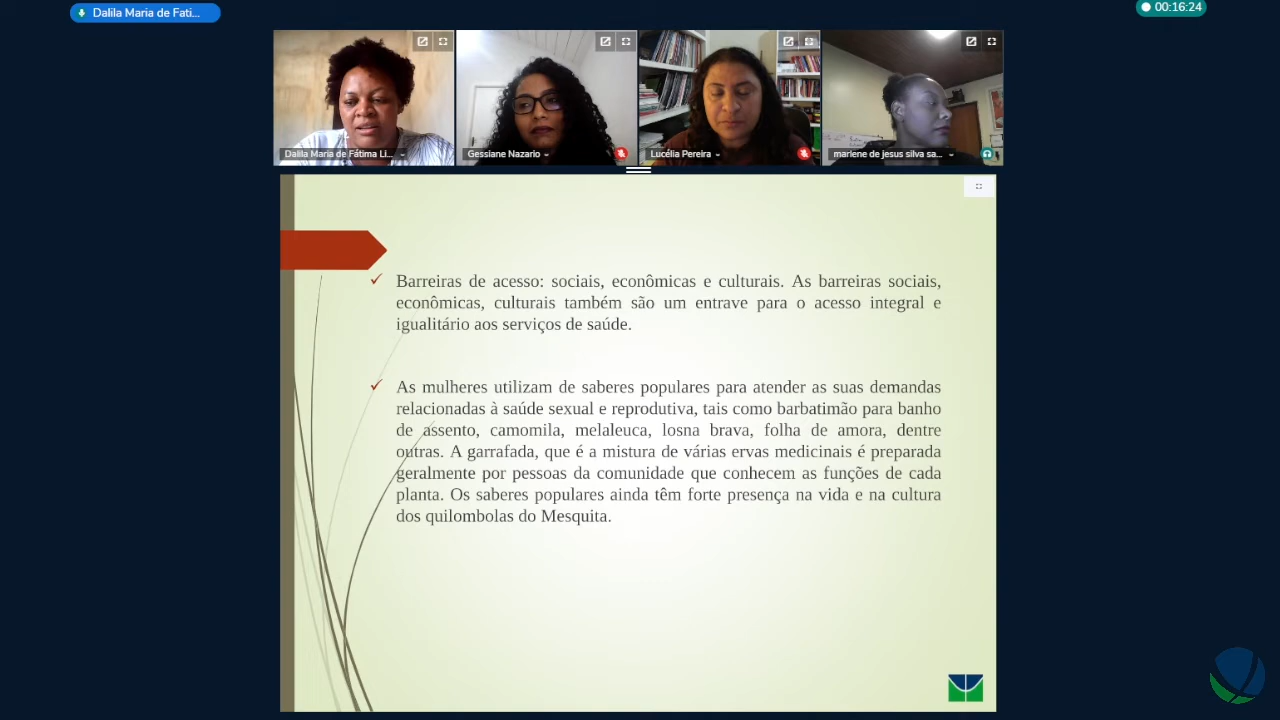 Dalila Maria de Fati...
00:16:24
Dalila Maria de Fátima Li...
Gessiane Nazario
Lucélia Pereira
marlene de jesus silva sa...
Barreiras de acesso: sociais, econômicas e culturais. As barreiras sociais,
econômicas, culturais também são um entrave para o acesso integral e
igualitário aos serviços de saúde.
As mulheres utilizam de saberes populares para atender as suas demandas
relacionadas à saúde sexual e reprodutiva, tais como barbatimão para banho
de assento, camomila, melaleuca, losna brava, folha de amora, dentre
outras. A garrafada, que é a mistura de várias ervas medicinais é preparada
geralmente por pessoas da comunidade que conhecem as funções de cada
planta. Os saberes populares ainda têm forte presença na vida e na cultura
dos quilombolas do Mesquita.